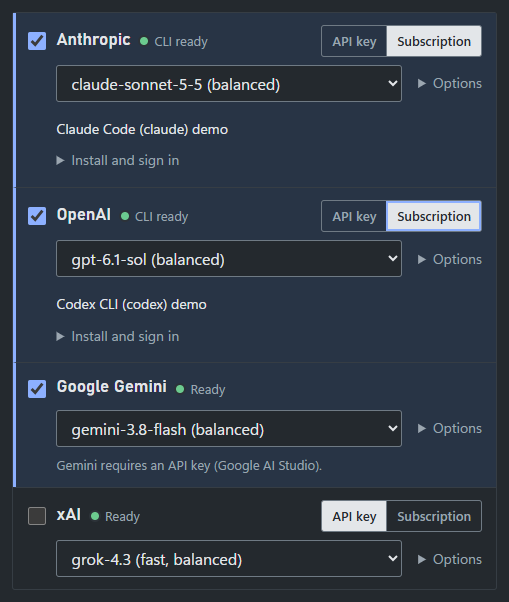 Anthropic CLI ready API key Subscription
claude-sonnet-5-5 (balanced) Options
Claude Code (claude) demo
Install and sign in
OpenAI CLI ready API key Subscription
gpt-6.1-sol (balanced) Options
Codex CLI (codex) demo
Install and sign in
Google Gemini Ready
gemini-3.8-flash (balanced) Options
Gemini requires an API key (Google AI Studio).
xAI Ready API key Subscription
grok-4.3 (fast, balanced) Options